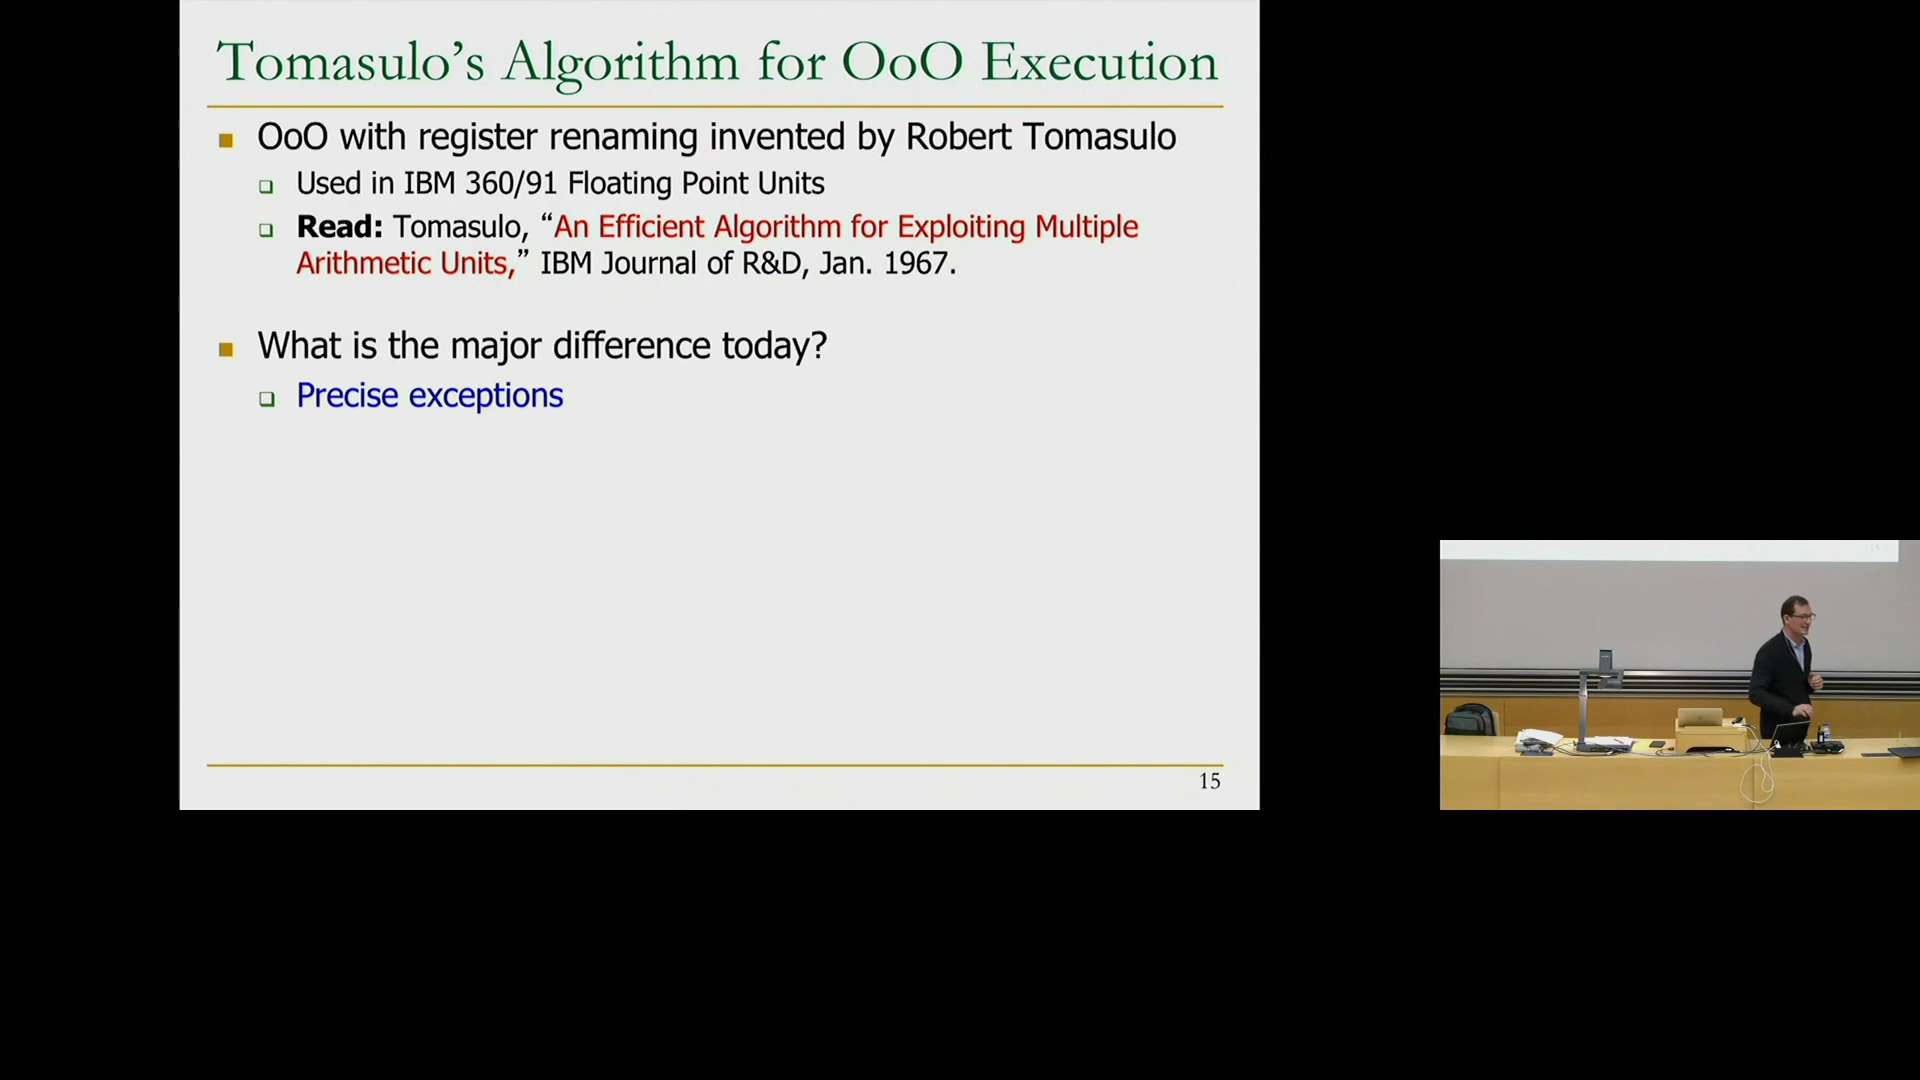 Tomasulo's Algorithm for OoO Execution
OoO with register renaming invented by Robert Tomasulo
Used in IBM 360/91 Floating Point Units
Read: Tomasulo, “An Efficient Algorithm for Exploiting Multiple
Arithmetic Units,” IBM Journal of R&D, Jan. 1967.
What is the major difference today?
Precise exceptions
15